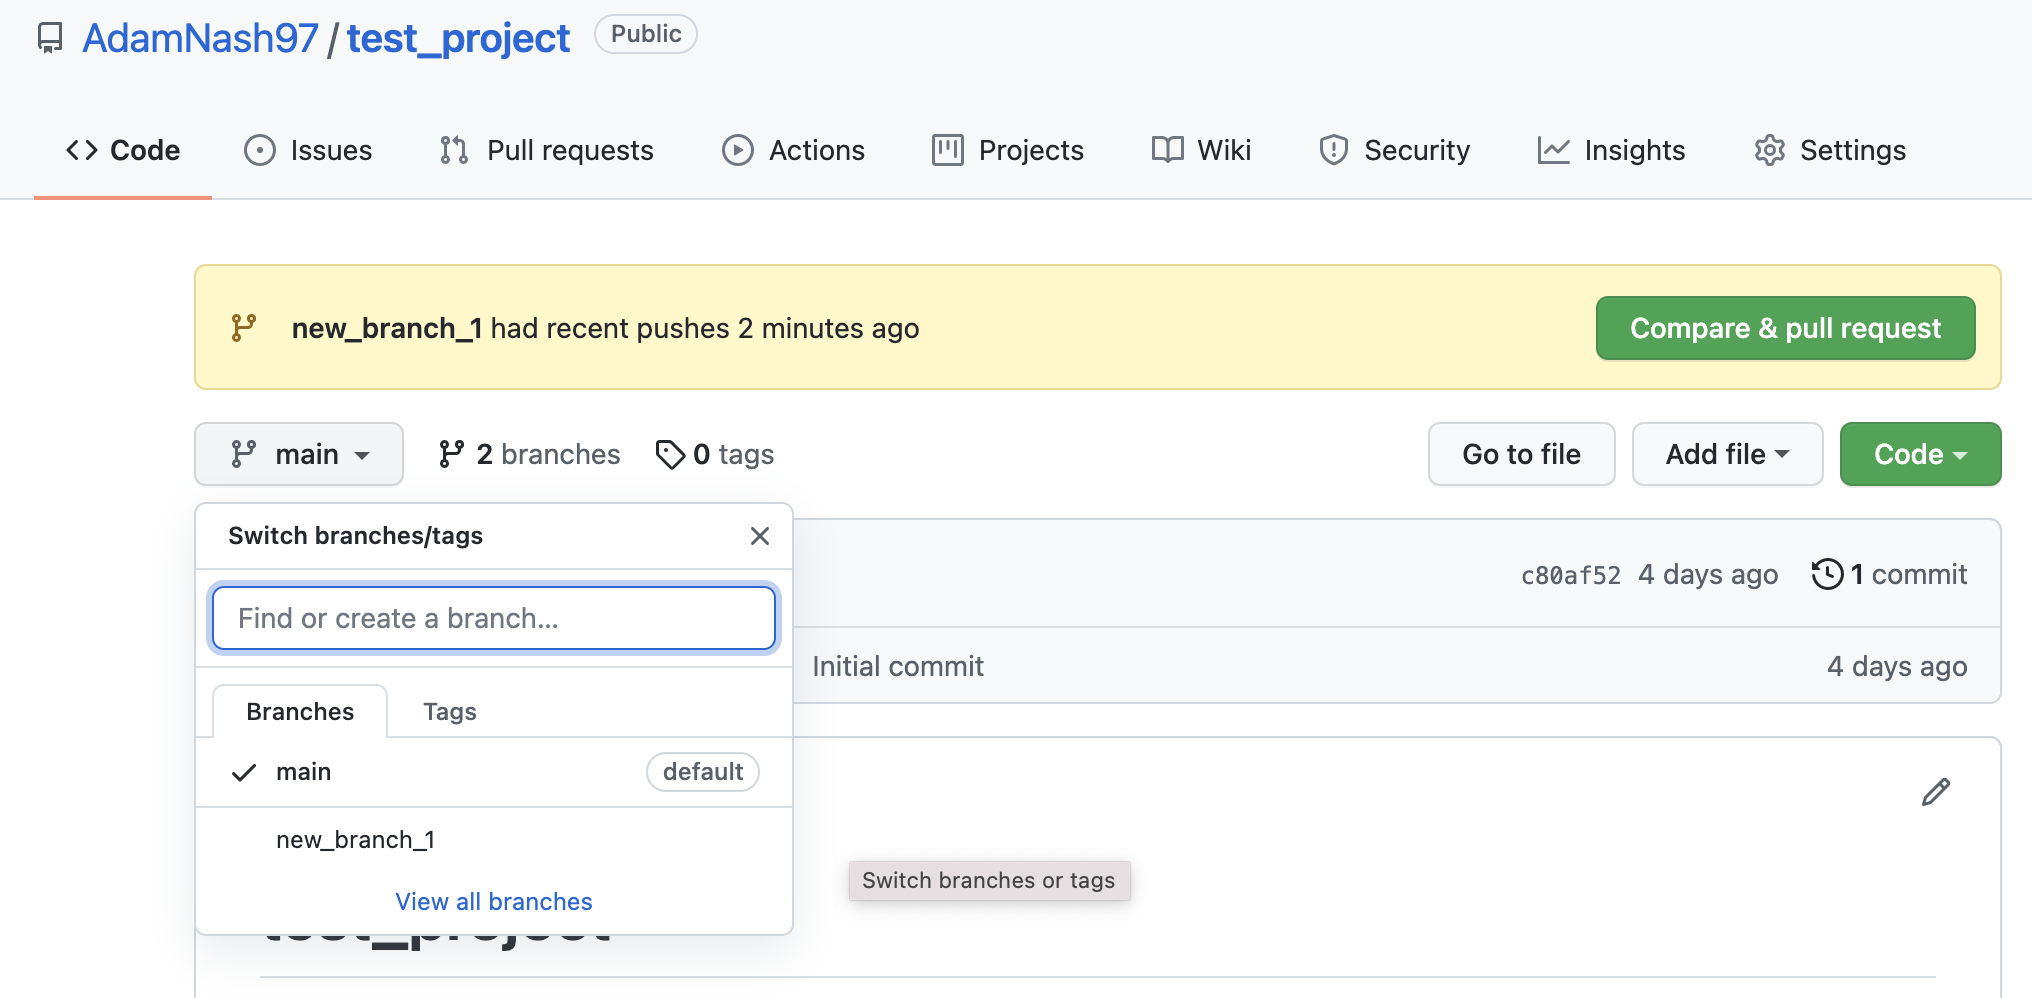 AdamNash97 / test_project Public
Code Issues Pull requests Actions Projects Wiki Security Insights Settings
new_branch_1 had recent pushes 2 minutes ago Compare & pull request
main 2 branches 0 tags Go to file Add file Code
Switch branches/tags
c80af52 4 days ago 1 commit
Find or create a branch...
Initial commit 4 days ago
Branches Tags
main default
new_branch_1
Switch branches or tags
View all branches
test_project